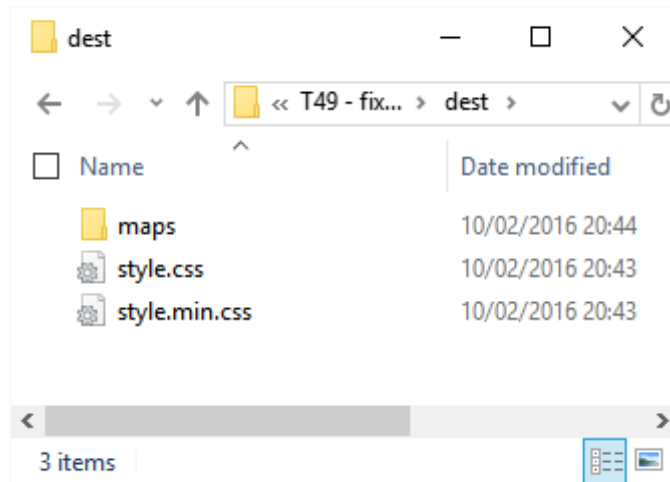 dest
« T49 - fix... > dest >
Name Date modified
maps 10/02/2016 20:44
style.css 10/02/2016 20:43
style.min.css 10/02/2016 20:43
3 items